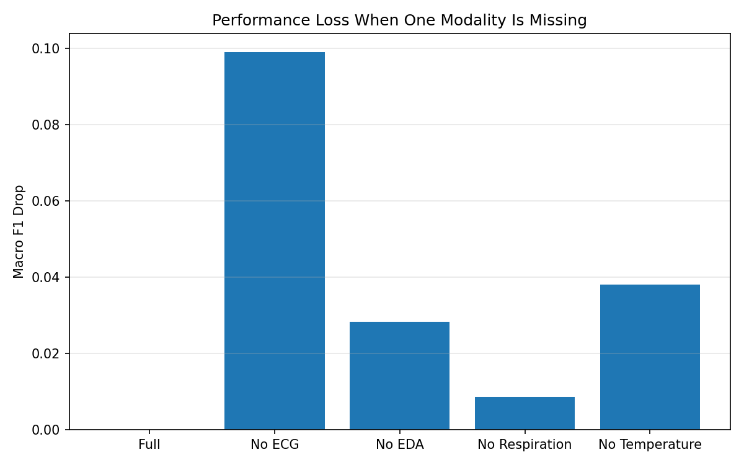 Performance Loss When One Modality Is Missing
Macro F1 Drop
0.10
0.08
0.06
0.04
0.02
0.00
Full No ECG No EDA No Respiration No Temperature